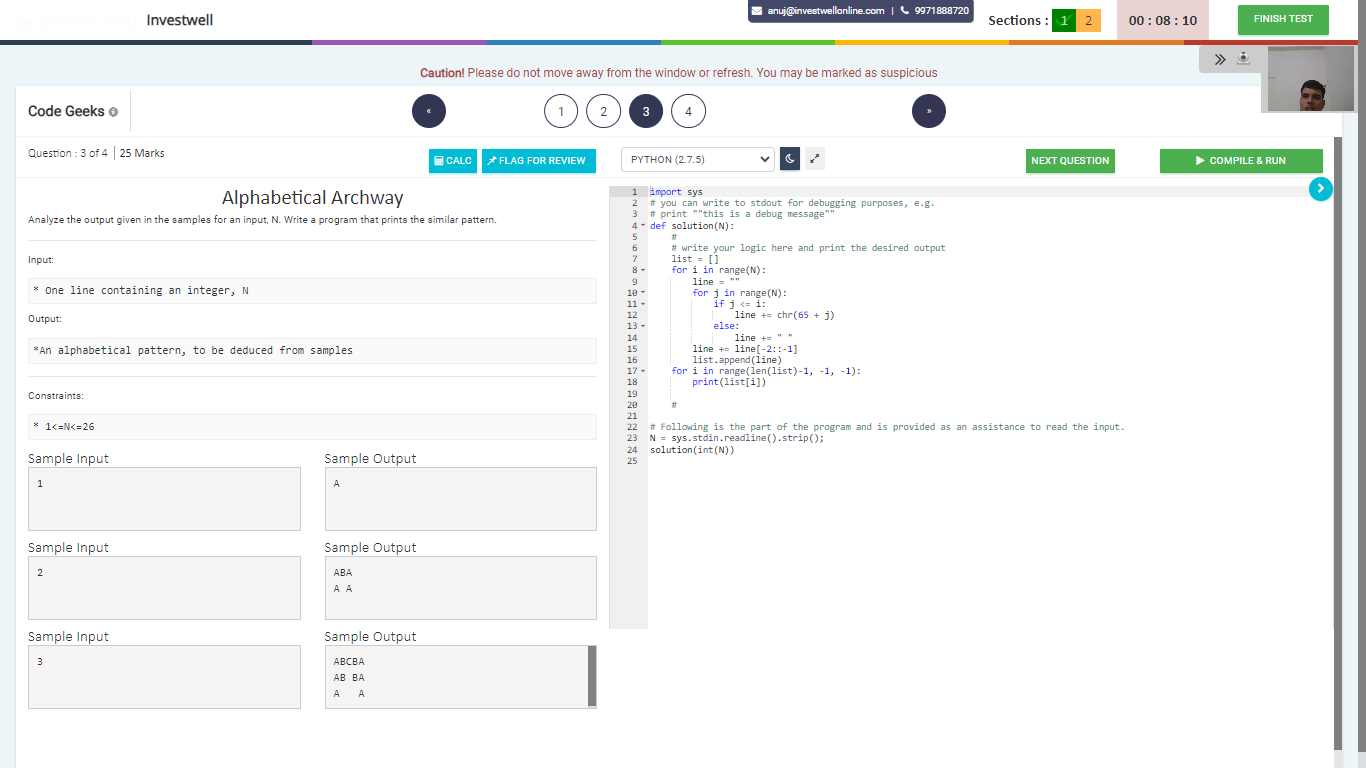 Investwell
anuj@investwellonline.com | 9971888720
Sections : 1 2
00 : 08 : 10
FINISH TEST
Caution! Please do not move away from the window or refresh. You may be marked as suspicious
Code Geeks
« 1 2 3 4 »
Question : 3 of 4 | 25 Marks
CALC
FLAG FOR REVIEW
PYTHON (2.7.5)
NEXT QUESTION
COMPILE & RUN
Alphabetical Archway
Analyze the output given in the samples for an input, N. Write a program that prints the similar pattern.
Input:
* One line containing an integer, N
Output:
*An alphabetical pattern, to be deduced from samples
Constraints:
* 1<=N<=26
Sample Input
1
Sample Output
A
Sample Input
2
Sample Output
ABA
A A
Sample Input
3
Sample Output
ABCBA
AB BA
A   A
1 import sys
2 # you can write to stdout for debugging purposes, e.g.
3 # print ""this is a debug message""
4 def solution(N):
5     #
6     # write your logic here and print the desired output
7     list = []
8     for i in range(N):
9         line = ""
10         for j in range(N):
11             if j <= i:
12                 line += chr(65 + j)
13             else:
14                 line += " "
15         line += line[-2::-1]
16         list.append(line)
17     for i in range(len(list)-1, -1, -1):
18         print(list[i])
19
20     #
21
22 # Following is the part of the program and is provided as an assistance to read the input.
23 N = sys.stdin.readline().strip();
24 solution(int(N))
25